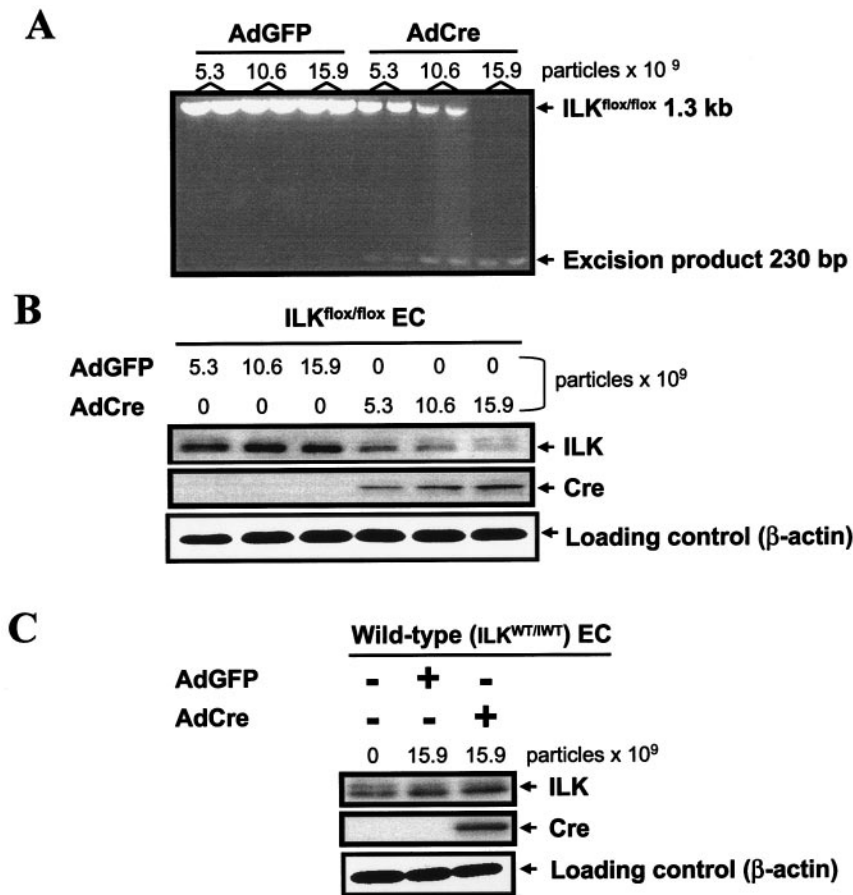 A
AdGFP AdCre
5.3 10.6 15.9 5.3 10.6 15.9 particles x 10⁹
ILKflox/flox 1.3 kb
Excision product 230 bp
B
ILKflox/flox EC
AdGFP 5.3 10.6 15.9 0 0 0
particles x 10⁹
AdCre 0 0 0 5.3 10.6 15.9
ILK
Cre
Loading control (β-actin)
C
Wild-type (ILKWT/IWT) EC
AdGFP - + -
AdCre - - +
0 15.9 15.9 particles x 10⁹
ILK
Cre
Loading control (β-actin)